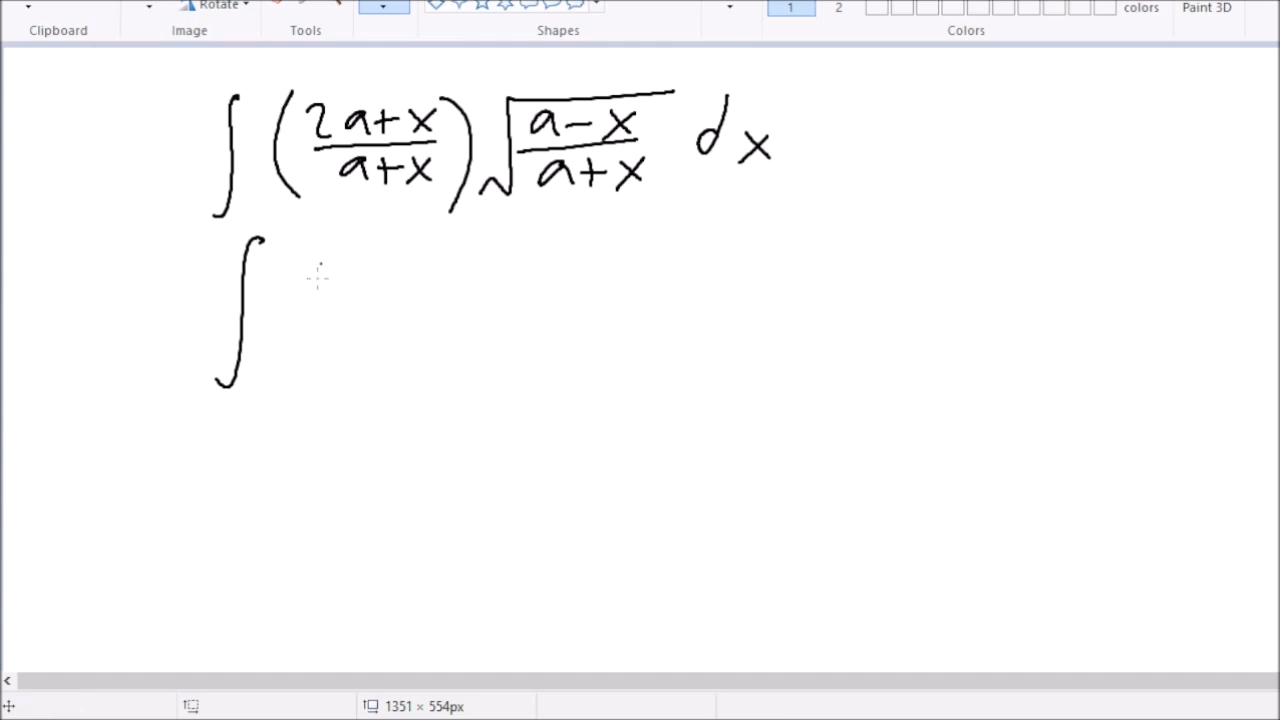 Rotate
1 2 colors Paint 3D
Clipboard Image Tools Shapes Colors
∫ (2a+x / a+x) √(a-x / a+x) dx
∫
1351 × 554px